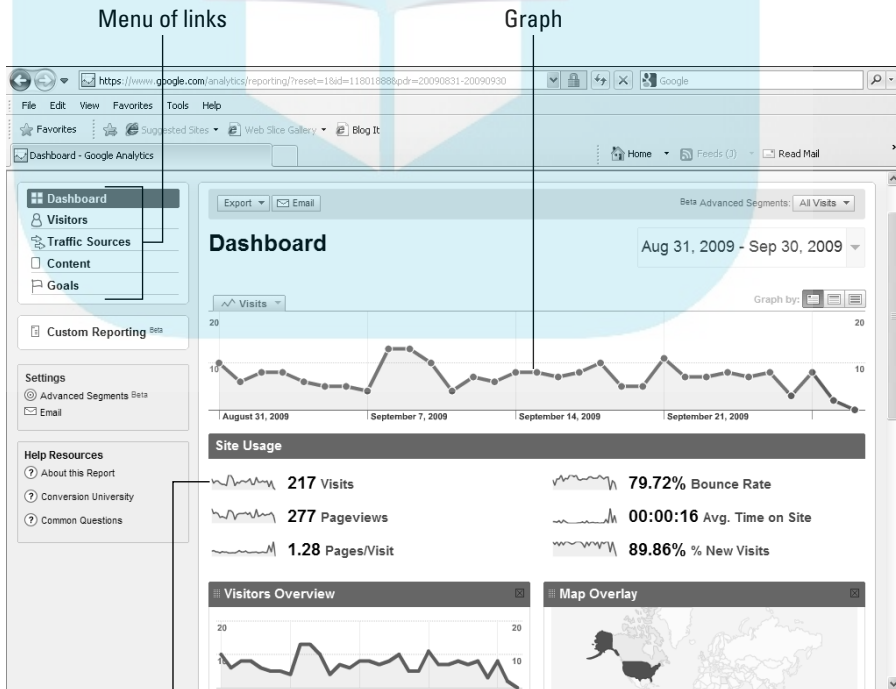 Menu of links Graph
https://www.google.com/analytics/reporting/?reset=1&id=11801888&pdr=20090831-20090930
Google
File Edit View Favorites Tools Help
Favorites Suggested Sites Web Slice Gallery Blog It
Dashboard - Google Analytics Home Feeds (J) Read Mail
Dashboard
Visitors
Traffic Sources
Content
Goals
Custom Reporting Beta
Settings
Advanced Segments Beta
Email
Help Resources
About this Report
Conversion University
Common Questions
Export Email Beta Advanced Segments: All Visits
Dashboard Aug 31, 2009 - Sep 30, 2009
Visits Graph by:
20 20
10 10
August 31, 2009 September 7, 2009 September 14, 2009 September 21, 2009
Site Usage
217 Visits 79.72% Bounce Rate
277 Pageviews 00:00:16 Avg. Time on Site
1.28 Pages/Visit 89.86% % New Visits
Visitors Overview Map Overlay
20 20
10 10